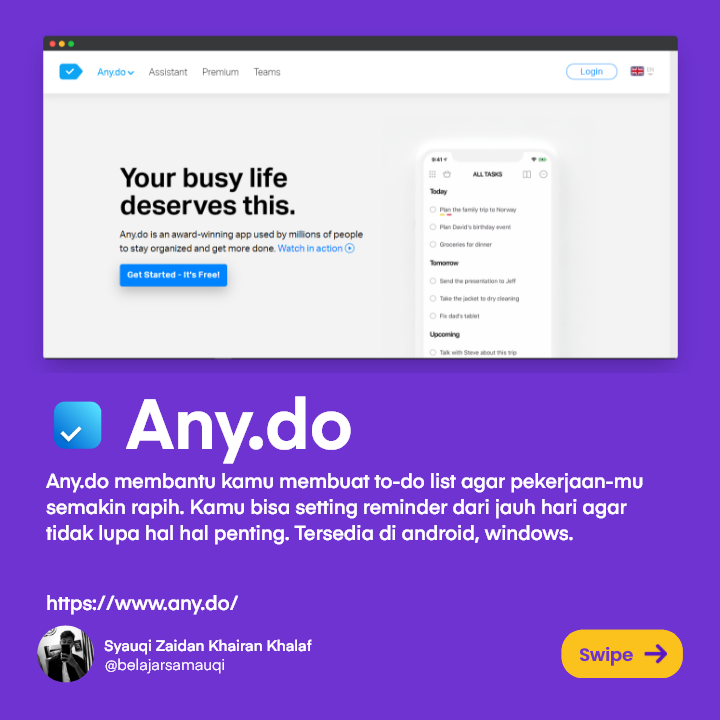 Any.do Assistant Premium Teams Login EN
Your busy life
deserves this.
Any.do is an award-winning app used by millions of people
to stay organized and get more done. Watch in action
Get Started - It's Free!
9:41
ALL TASKS
Today
Plan the family trip to Norway
Plan David's birthday event
Groceries for dinner
Tomorrow
Send the presentation to Jeff
Take the jacket to dry cleaning
Fix dad's tablet
Upcoming
Talk with Steve about this trip
Any.do
Any.do membantu kamu membuat to-do list agar pekerjaan-mu
semakin rapih. Kamu bisa setting reminder dari jauh hari agar
tidak lupa hal hal penting. Tersedia di android, windows.
https://www.any.do/
Syauqi Zaidan Khairan Khalaf
@belajarsamauqi
Swipe